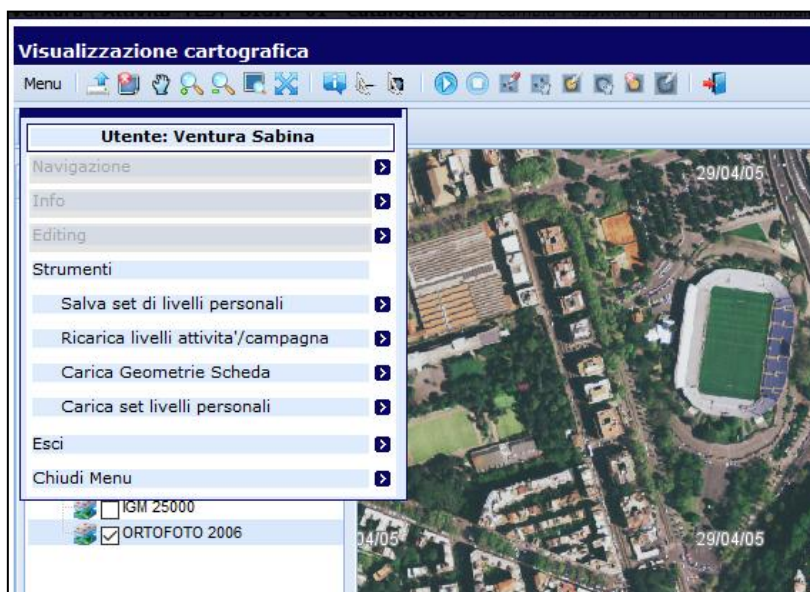 Visualizzazione cartografica
Menu
Utente: Ventura Sabina
Navigazione
Info
Editing
Strumenti
Salva set di livelli personali
Ricarica livelli attivita'/campagna
Carica Geometrie Scheda
Carica set livelli personali
Esci
Chiudi Menu
IGM 25000
ORTOFOTO 2006
29/04/05
04/05
29/04/05